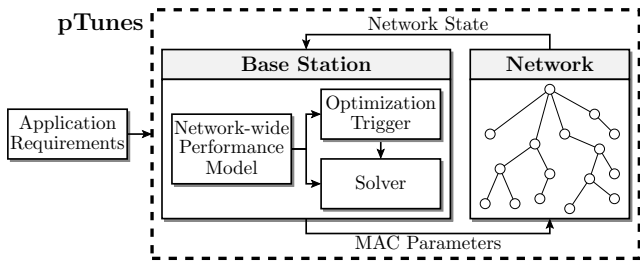 pTunes
Network State
Base Station
Network
Application
Requirements
Network-wide
Performance
Model
Optimization
Trigger
Solver
MAC Parameters